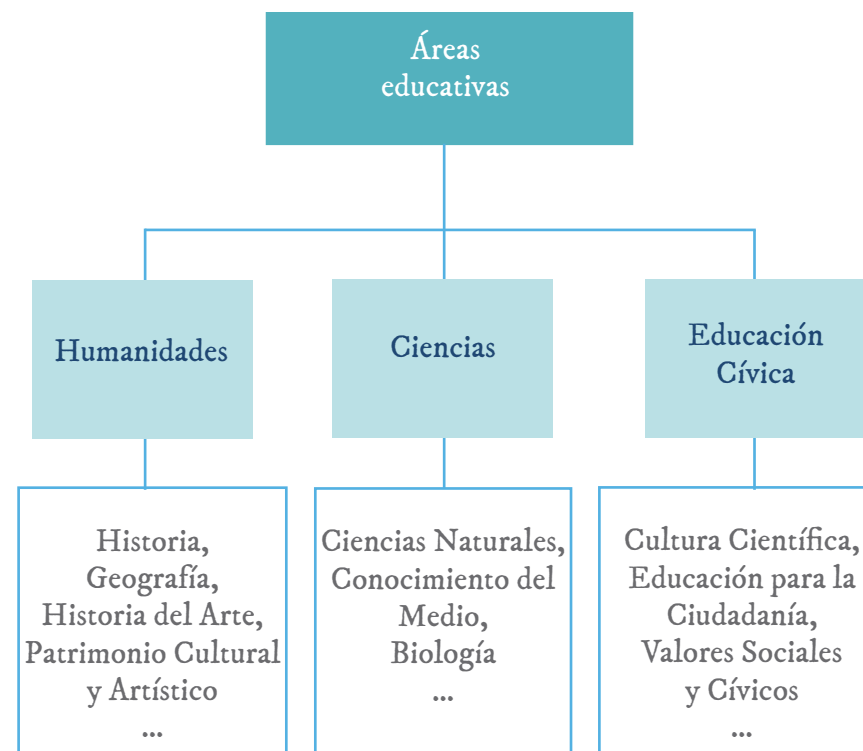 Áreas
educativas
Humanidades
Ciencias
Educación
Cívica
Historia,
Geografía,
Historia del Arte,
Patrimonio Cultural
y Artístico
...
Ciencias Naturales,
Conocimiento del
Medio,
Biología
...
Cultura Científica,
Educación para la
Ciudadanía,
Valores Sociales
y Cívicos
...